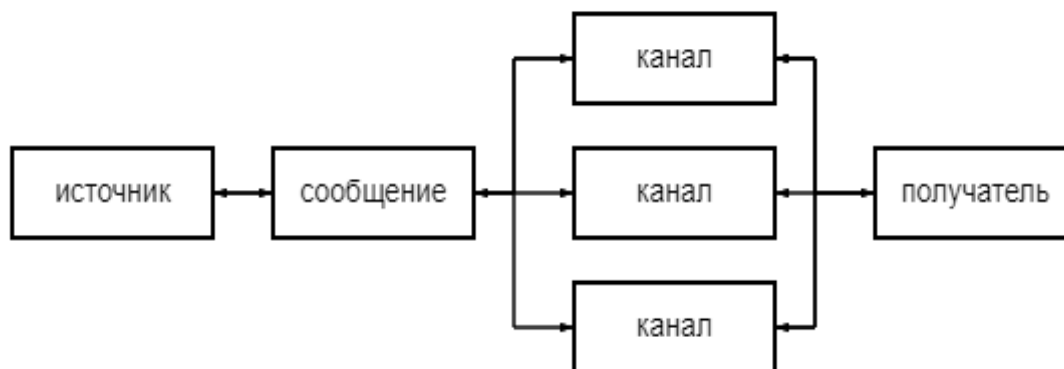 канал
источник
сообщение
канал
получатель
канал